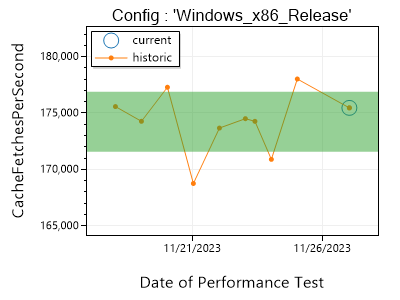 Config : 'Windows_x86_Release'
current
historic
180,000
175,000
170,000
165,000
CacheFetchesPerSecond
11/21/2023
11/26/2023
Date of Performance Test